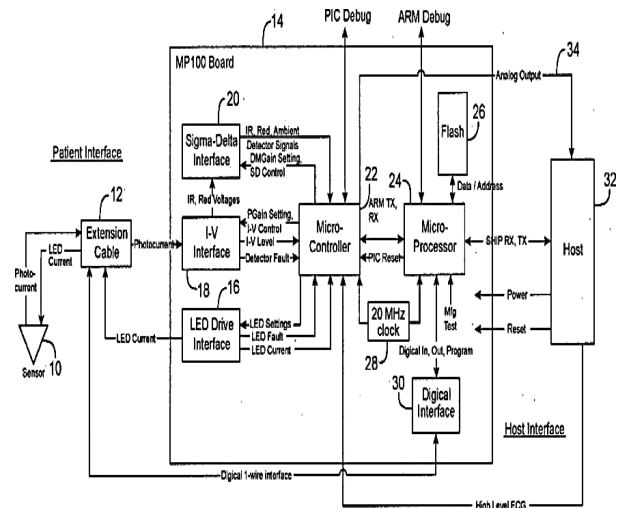 PIC Debug
ARM Debug
14
34
MP100 Board
Analog Output
20
26
Sigma-Delta
Interface
IR, Red, Ambient
Detector Signals
DMGain Setting,
SD Control
Flash
22
24
32
Patient Interface
12
IR, Red Voltages
Data / Address
Extension
Cable
Photocurrent
I-V
Interface
PGain Setting,
I-V Control
I-V Level
Detector Fault
Micro-
Controller
ARM TX,
RX
PIC Reset
Micro-
Processor
SHIP RX, TX
Host
LED
Current
Photo-
current
18
16
LED Drive
Interface
LED Settings
LED Fault
LED Current
LED Current
20 MHz
clock
28
Mfg
Test
Power
Reset
Sensor
10
Digical In, Out, Program
30
Digical
Interface
Host Interface
Digical 1-wire interface
High Level ECG